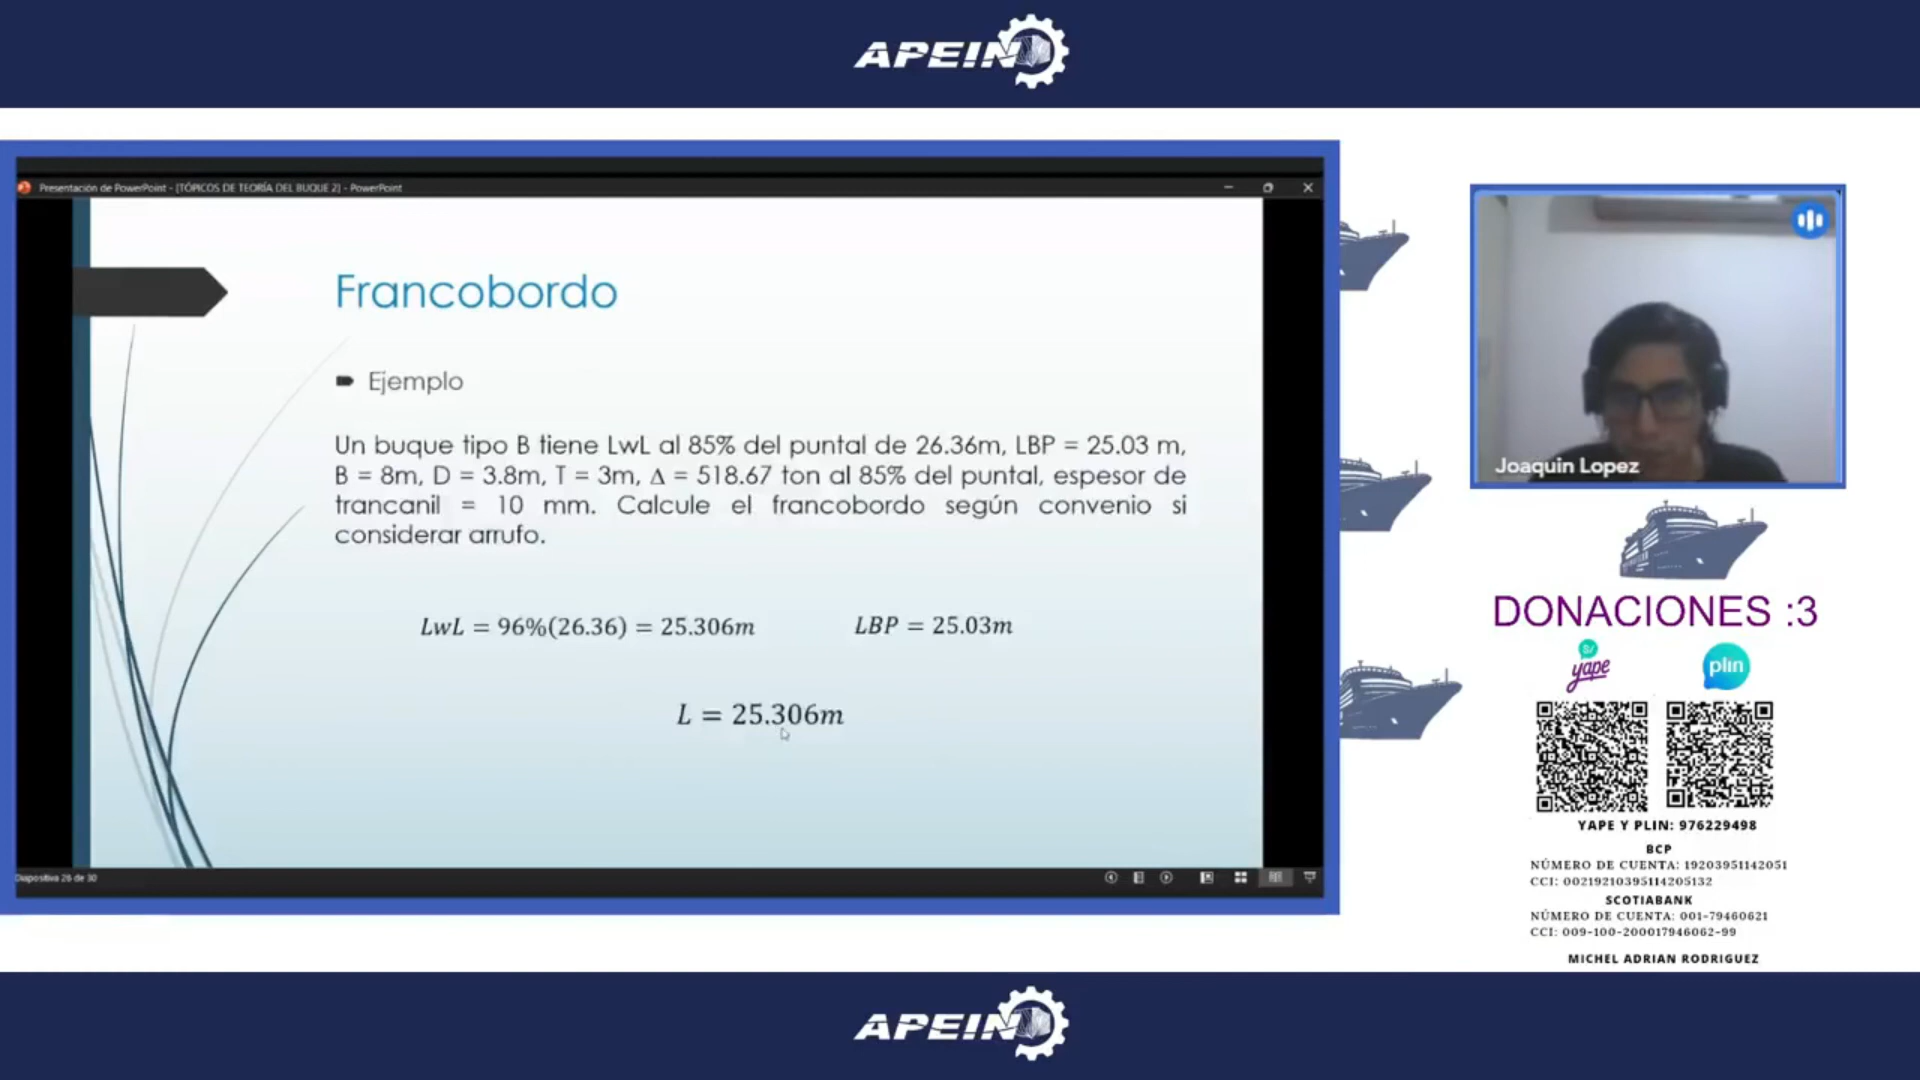 APEIN
Presentación de PowerPoint - [TÓPICOS DE TEORÍA DEL BUQUE 2] - PowerPoint
Francobordo
Ejemplo
Un buque tipo B tiene LwL al 85% del puntal de 26.36m, LBP = 25.03 m,
B = 8m, D = 3.8m, T = 3m, Δ = 518.67 ton al 85% del puntal, espesor de
trancanil = 10 mm. Calcule el francobordo según convenio si
considerar arrufo.
LwL = 96%(26.36) = 25.306m
LBP = 25.03m
L = 25.306m
Diapositiva 26 de 30
Joaquin Lopez
DONACIONES :3
S/
yape
plin
YAPE Y PLIN: 976229498
BCP
NÚMERO DE CUENTA: 19203951142051
CCI: 00219210395114205132
SCOTIABANK
NÚMERO DE CUENTA: 001-79460621
CCI: 009-100-200017946062-99
MICHEL ADRIAN RODRIGUEZ
APEIN